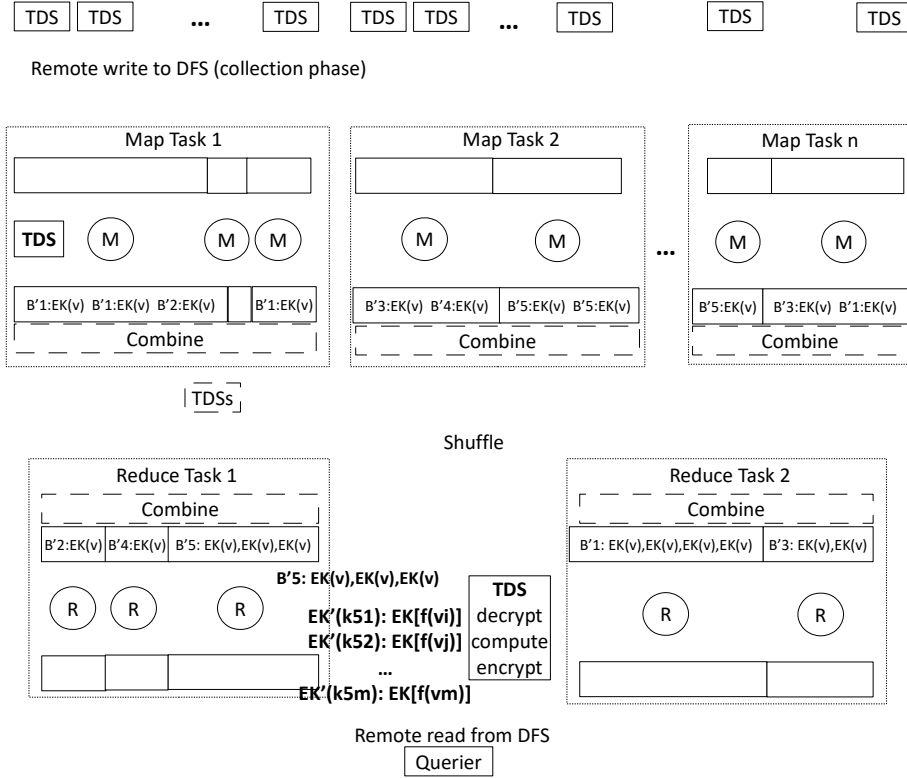 TDS TDS ... TDS TDS TDS ... TDS TDS TDS
Remote write to DFS (collection phase)
Map Task 1 Map Task 2 Map Task n
TDS M M M M M ... M M
B'1:EK(v) B'1:EK(v) B'2:EK(v) B'1:EK(v) B'3:EK(v) B'4:EK(v) B'5:EK(v) B'5:EK(v) B'5:EK(v) B'3:EK(v) B'1:EK(v)
Combine Combine Combine
TDSs
Shuffle
Reduce Task 1 Reduce Task 2
Combine Combine
B'2:EK(v) B'4:EK(v) B'5: EK(v),EK(v),EK(v) B'1: EK(v),EK(v),EK(v),EK(v) B'3: EK(v),EK(v)
B'5: EK(v),EK(v),EK(v) TDS
R R R R R
EK'(k51): EK[f(vi)] decrypt
EK'(k52): EK[f(vj)] compute
... encrypt
EK'(k5m): EK[f(vm)]
Remote read from DFS
Querier